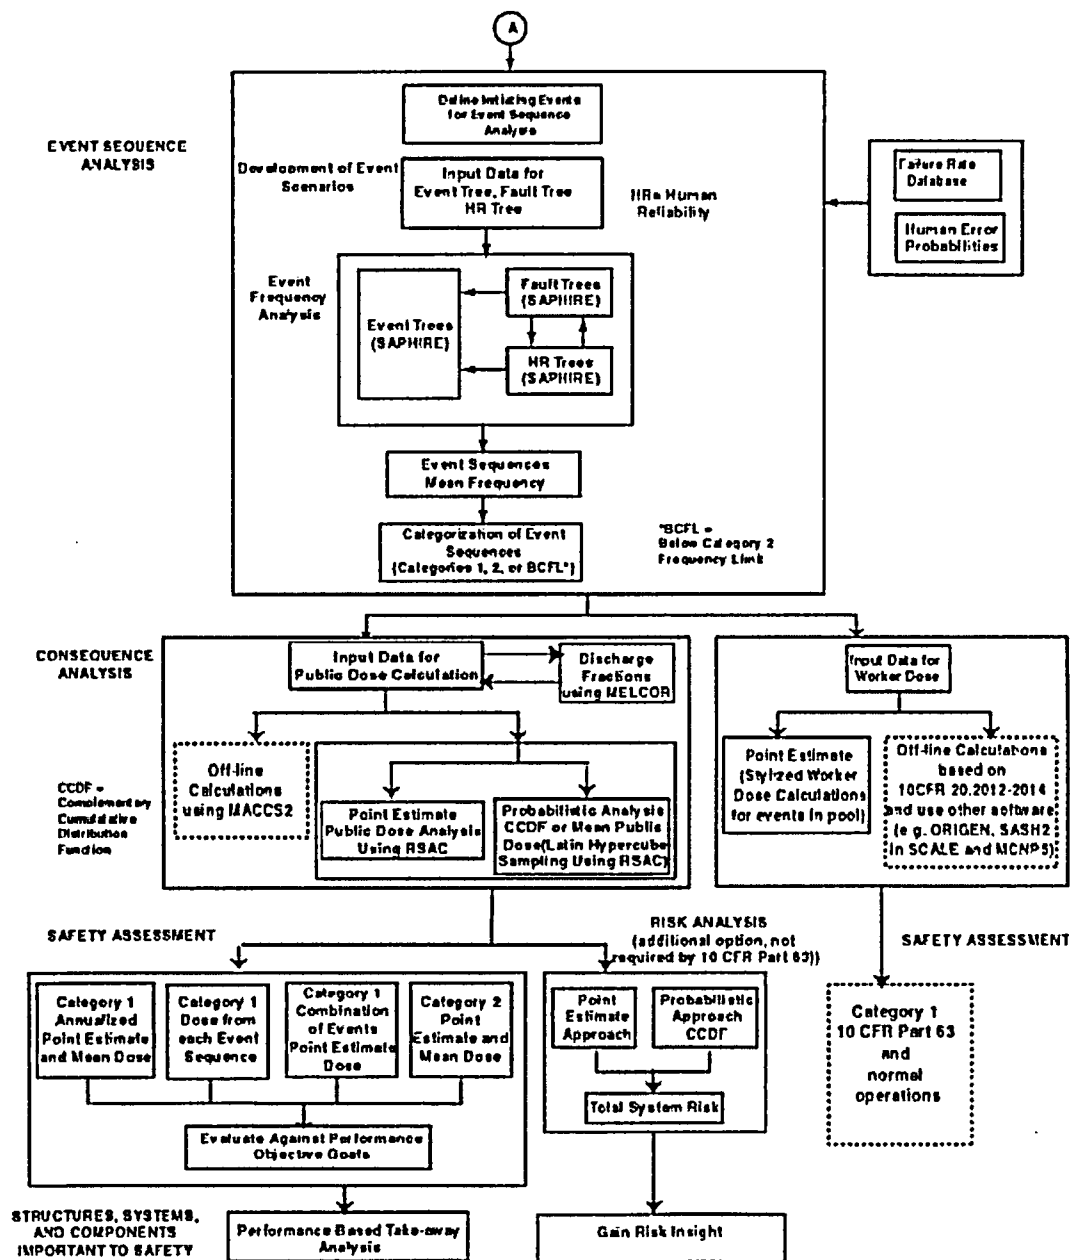 A
EVENT SEQUENCE
ANALYSIS
Define Initiating Events
for Event Sequence
Analysis
Development of Event
Scenarios
Input Data for
Event Tree, Fault Tree
HR Tree
HR= Human
Reliability
Failure Rate
Database
Human Error
Probabilities
Event
Frequency
Analysis
Event Trees
(SAPHIRE)
Fault Trees
(SAPHIRE)
HR Trees
(SAPHIRE)
Event Sequences
Mean Frequency
Categorization of Event
Sequences
(Categories 1, 2, or BCFL*)
*BCFL =
Below Category 2
Frequency Limit
CONSEQUENCE
ANALYSIS
Input Data for
Public Dose Calculation
Discharge
Fractions
using MELCOR
Input Data for
Worker Dose
CCDF =
Complementary
Cumulative
Distribution
Function
Off-line
Calculations
using MACCS2
Point Estimate
Public Dose Analysis
Using RSAC
Probabilistic Analysis
CCDF or Mean Public
Dose(Latin Hypercube
Sampling Using RSAC)
Point Estimate
(Stylized Worker
Dose Calculations
for events in pool)
Off-line Calculations
based on
10CFR 20.2012-2014
and use other software
(e.g. ORIGEN, SASH2
in SCALE and MCNP5)
SAFETY ASSESSMENT
RISK ANALYSIS
(additional option, not
required by 10 CFR Part 63))
SAFETY ASSESSMENT
Category 1
Annualized
Point Estimate
and Mean Dose
Category 1
Dose from
each Event
Sequence
Category 1
Combination
of Events
Point Estimate
Dose
Category 2
Point
Estimate and
Mean Dose
Evaluate Against Performance
Objective Goals
Point
Estimate
Approach
Probabilistic
Approach
CCDF
Total System Risk
Category 1
10 CFR Part 63
and
normal
operations
STRUCTURES, SYSTEMS,
AND COMPONENTS
IMPORTANT TO SAFETY
Performance Based Take-away
Analysis
Gain Risk Insight